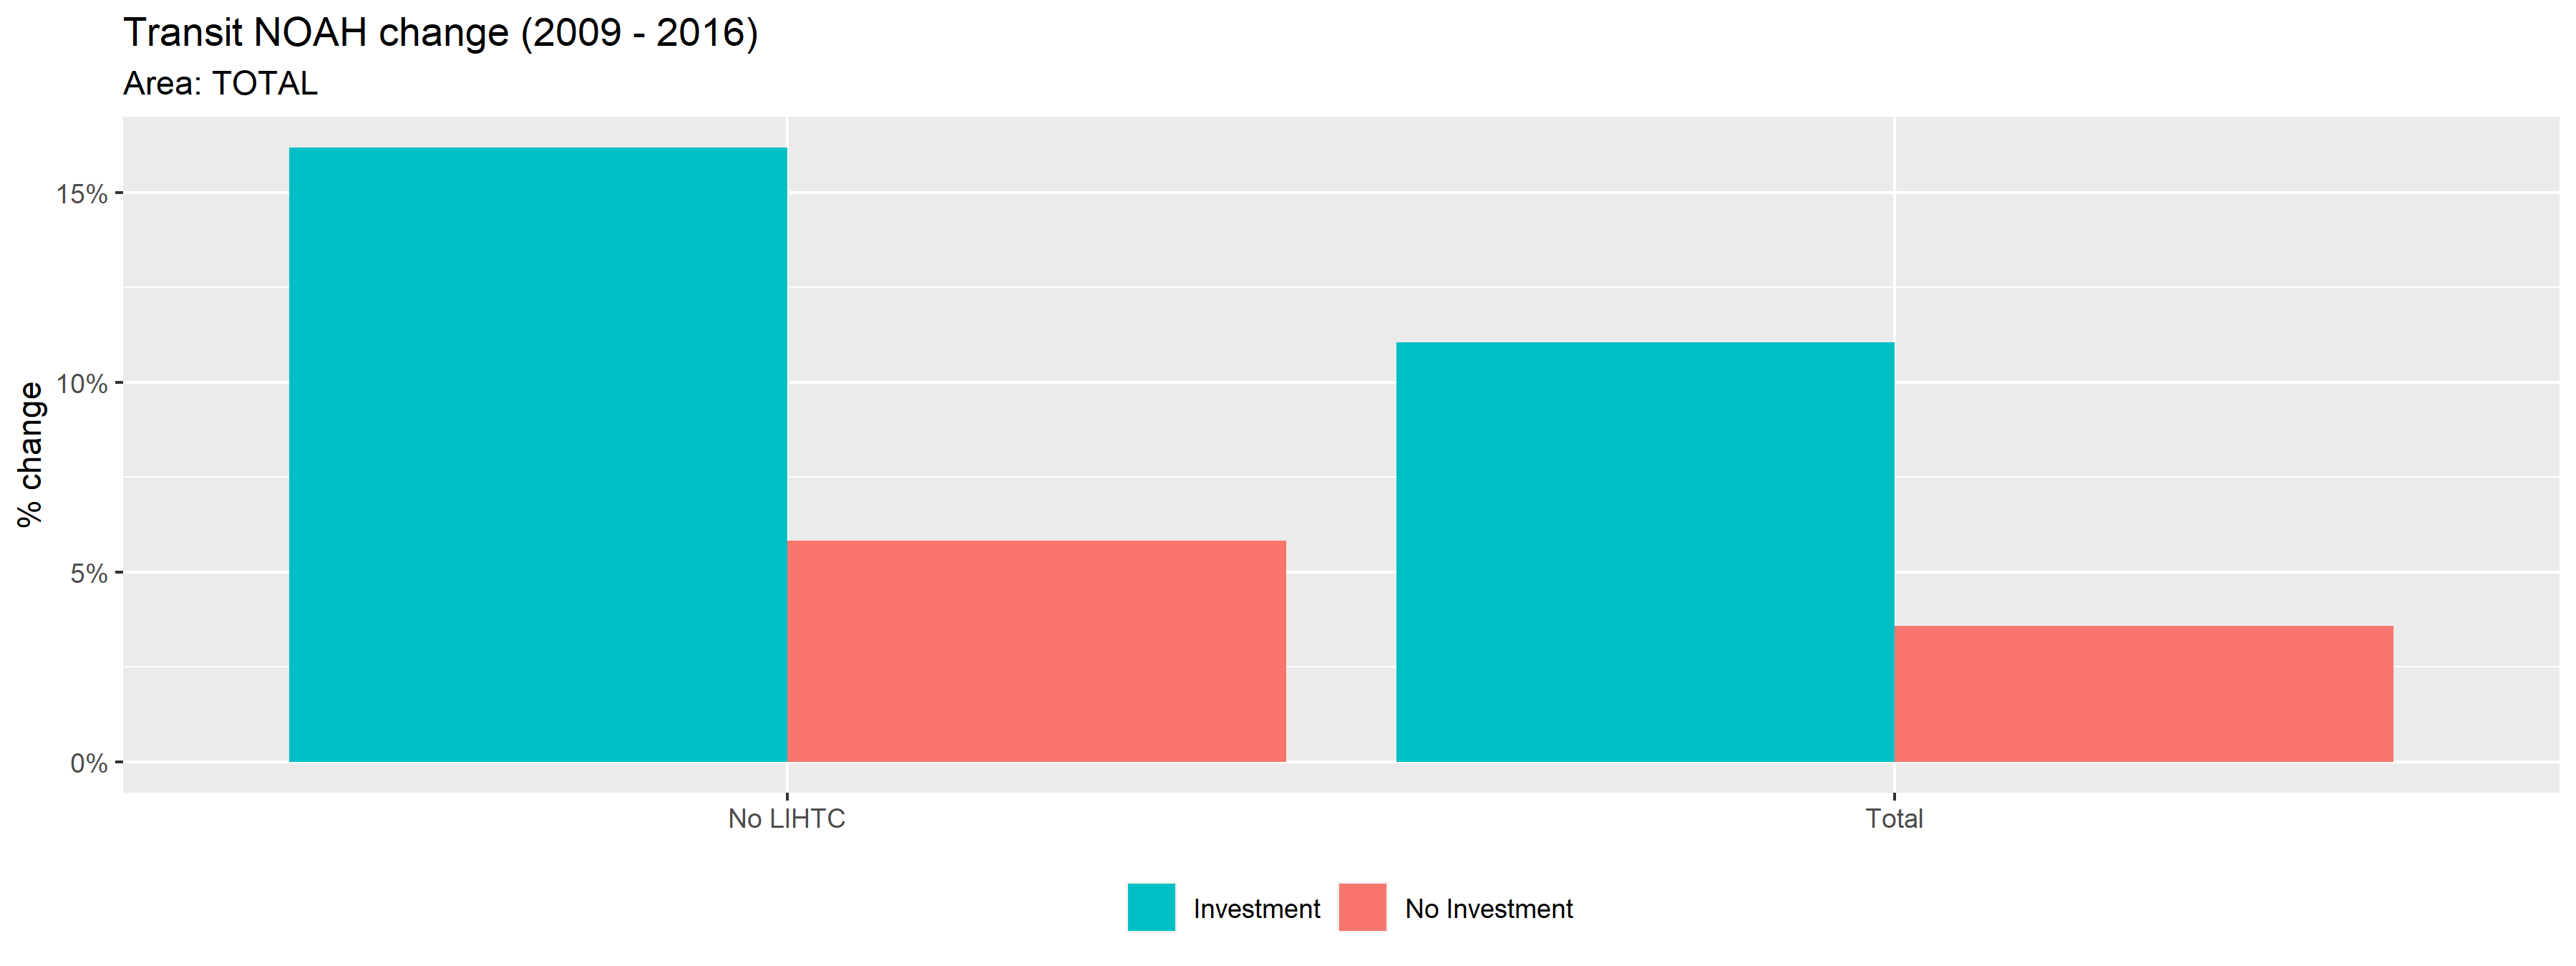 Transit NOAH change (2009 - 2016)
Area: TOTAL
% change
15%
10%
5%
0%
No LIHTC
Total
Investment
No Investment